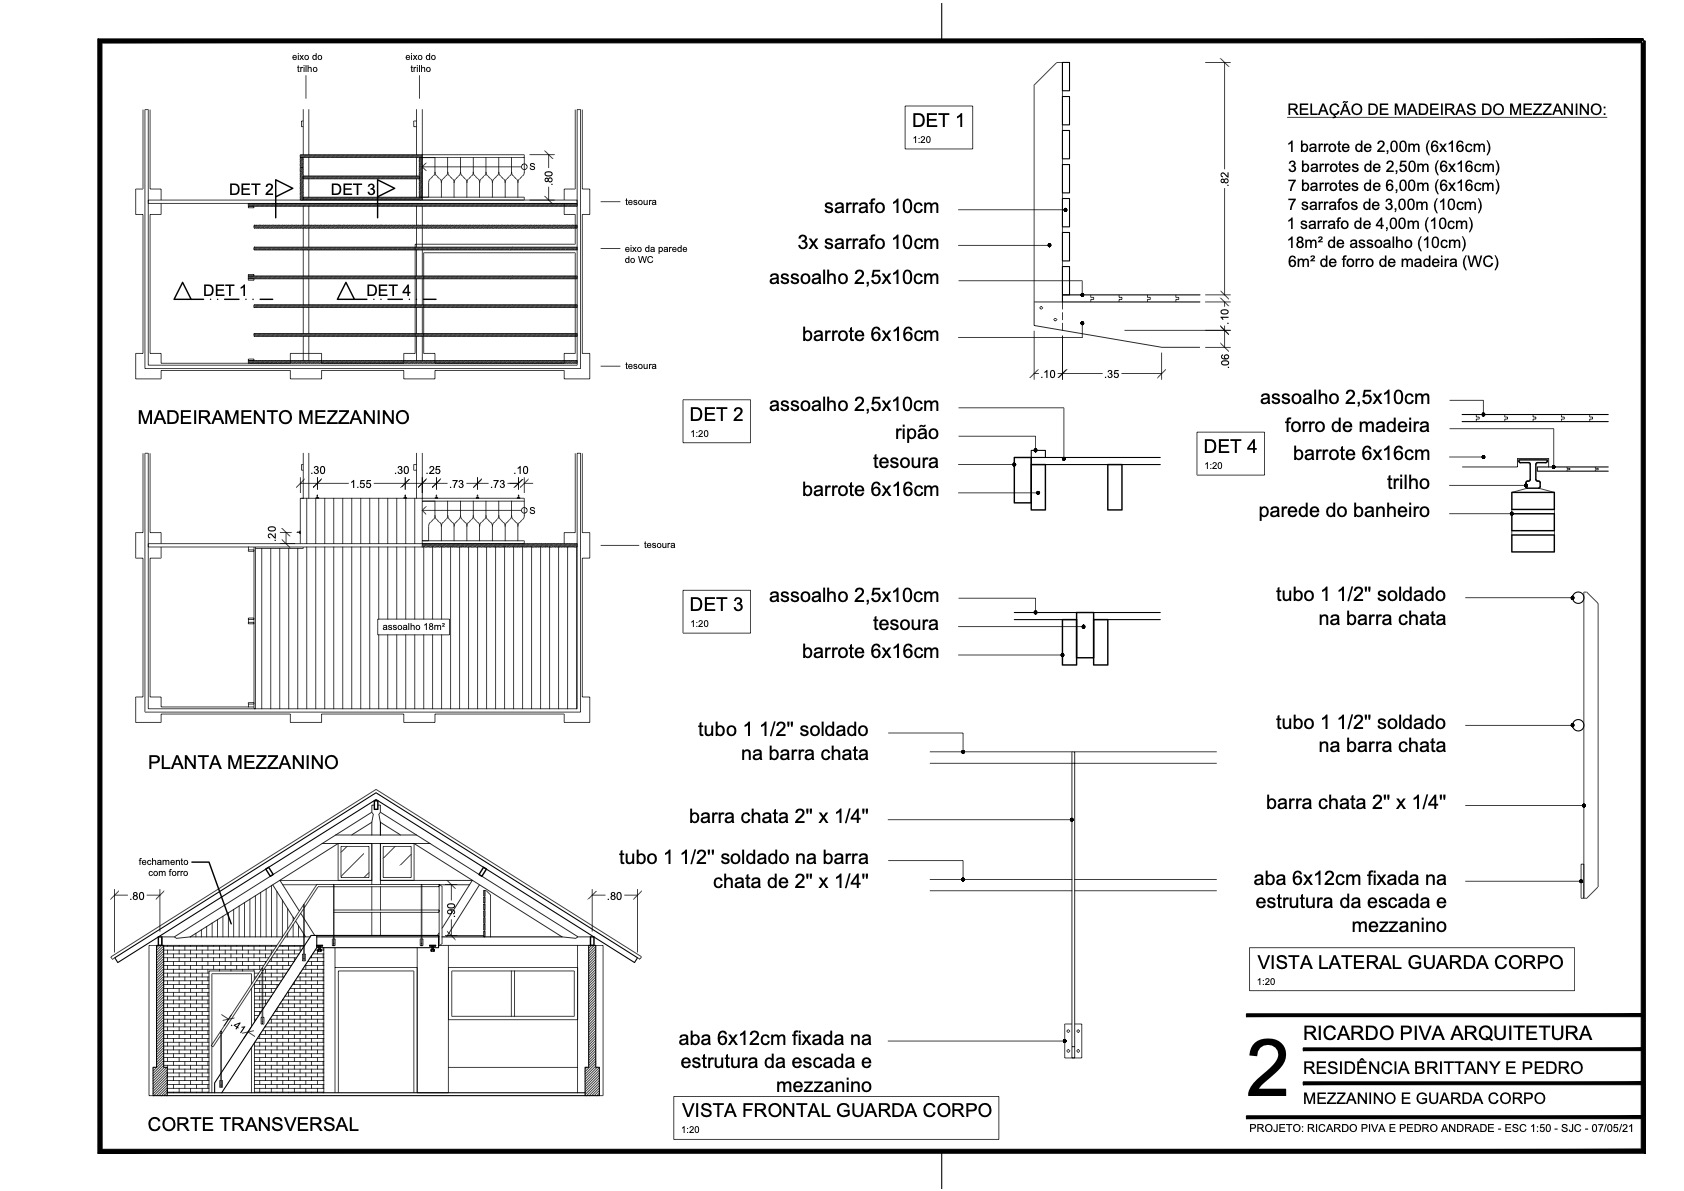 eixo do
trilho
eixo do
trilho
S
.80
DET 2
DET 3
tesoura
eixo da parede
do WC
DET 1
DET 4
tesoura
MADEIRAMENTO MEZZANINO
.30
.30
.25
.10
1.55
.73
.73
S
.20
tesoura
assoalho 18m²
PLANTA MEZZANINO
fechamento
com forro
.80
.80
.90
.41
CORTE TRANSVERSAL
DET 1
1:20
sarrafo 10cm
3x sarrafo 10cm
assoalho 2,5x10cm
barrote 6x16cm
.82
.10
.06
.10
.35
DET 2
1:20
assoalho 2,5x10cm
ripão
tesoura
barrote 6x16cm
DET 3
1:20
assoalho 2,5x10cm
tesoura
barrote 6x16cm
tubo 1 1/2" soldado
na barra chata
barra chata 2" x 1/4"
tubo 1 1/2" soldado na barra
chata de 2" x 1/4"
aba 6x12cm fixada na
estrutura da escada e
mezzanino
VISTA FRONTAL GUARDA CORPO
1:20
RELAÇÃO DE MADEIRAS DO MEZZANINO:
1 barrote de 2,00m (6x16cm)
3 barrotes de 2,50m (6x16cm)
7 barrotes de 6,00m (6x16cm)
7 sarrafos de 3,00m (10cm)
1 sarrafo de 4,00m (10cm)
18m² de assoalho (10cm)
6m² de forro de madeira (WC)
DET 4
1:20
assoalho 2,5x10cm
forro de madeira
barrote 6x16cm
trilho
parede do banheiro
tubo 1 1/2" soldado
na barra chata
tubo 1 1/2" soldado
na barra chata
barra chata 2" x 1/4"
aba 6x12cm fixada na
estrutura da escada e
mezzanino
VISTA LATERAL GUARDA CORPO
1:20
2
RICARDO PIVA ARQUITETURA
RESIDÊNCIA BRITTANY E PEDRO
MEZZANINO E GUARDA CORPO
PROJETO: RICARDO PIVA E PEDRO ANDRADE - ESC 1:50 - SJC - 07/05/21